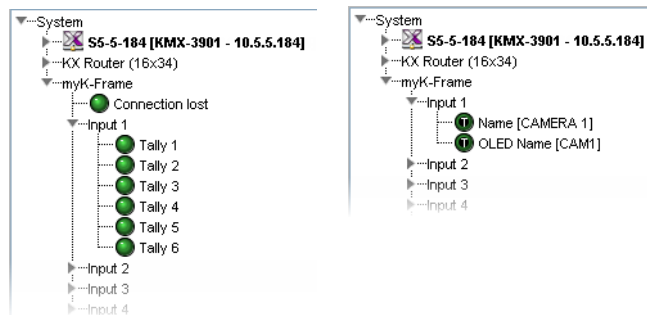 System
S5-5-184 [KMX-3901 - 10.5.5.184]
KX Router (16x34)
myK-Frame
Connection lost
Input 1
Tally 1
Tally 2
Tally 3
Tally 4
Tally 5
Tally 6
Input 2
Input 3
Input 4
System
S5-5-184 [KMX-3901 - 10.5.5.184]
KX Router (16x34)
myK-Frame
Input 1
T Name [CAMERA 1]
T OLED Name [CAM1]
Input 2
Input 3
Input 4